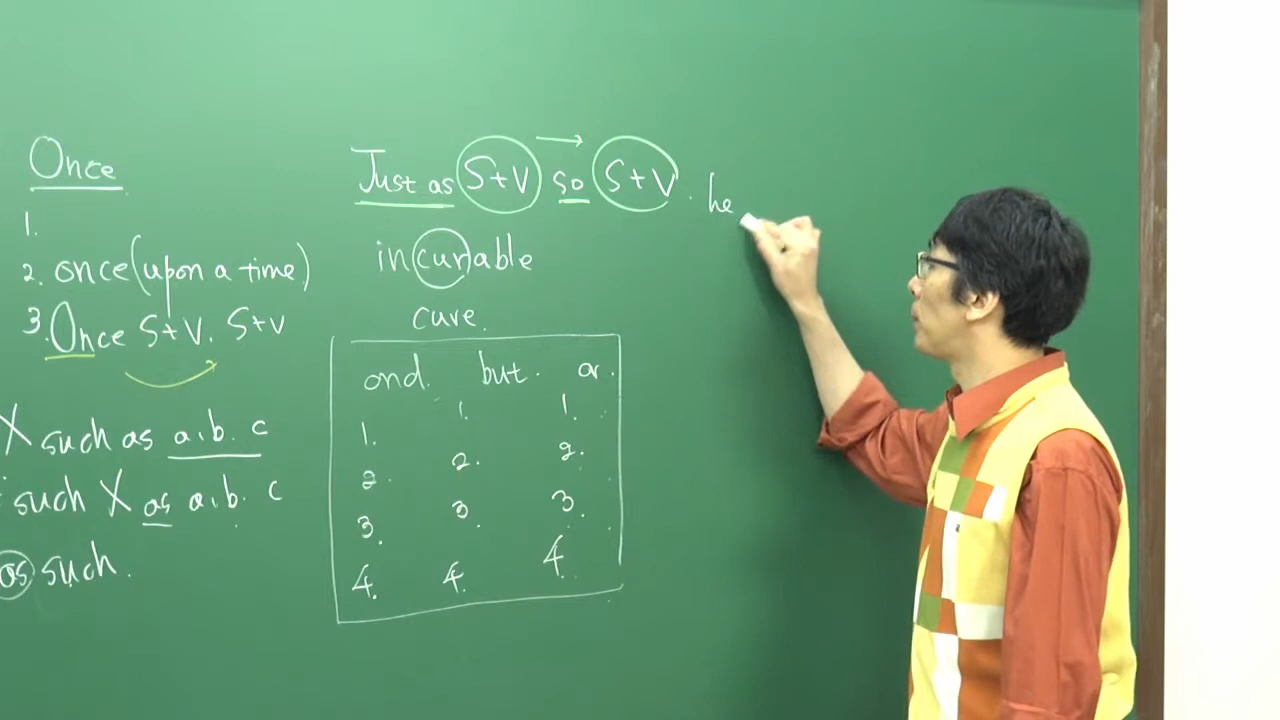 Once
1.
2. once (upon a time)
3. Once S+V, S+V
X such as a, b, c
such X as a, b, c
as such.
Just as S+V so S+V. he
incurable
cure.
and. but. or.
1. 1. 1.
2. 2. 2.
3. 3. 3.
4. 4. 4.